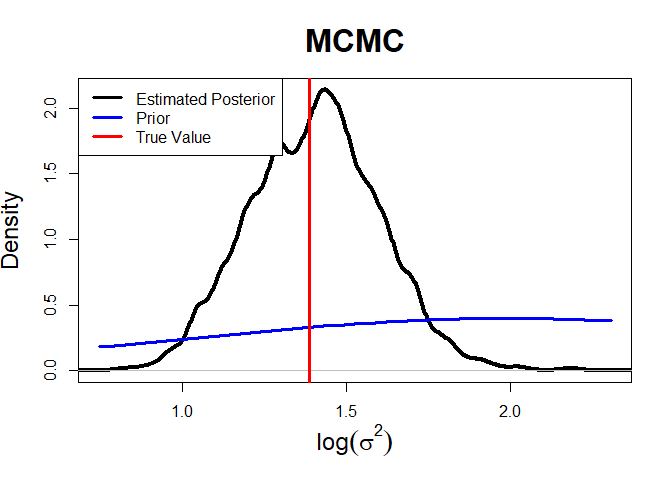 MCMC
Estimated Posterior
Prior
True Value
Density
0.0
0.5
1.0
1.5
2.0
1.0
1.5
2.0
log(σ²)